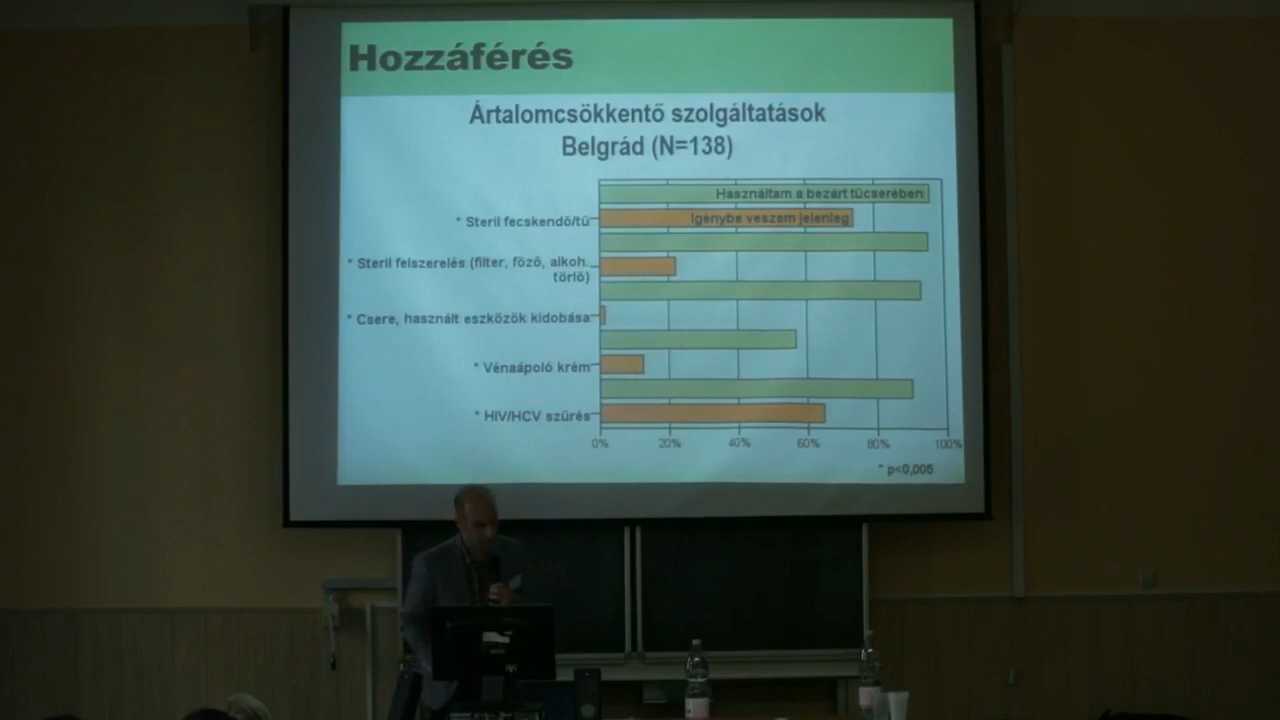 Hozzáférés
Ártalomcsökkentő szolgáltatások
Belgrád (N=138)
Használtam a bezárt tűcserében
* Steril fecskendő/tű
Igénybe veszem jelenleg
* Steril felszerelés (filter, főző, alkoh.
törlő)
* Csere, használt eszközök kidobása
* Vénaápoló krém
* HIV/HCV szűrés
0% 20% 40% 60% 80% 100%
* p<0,005